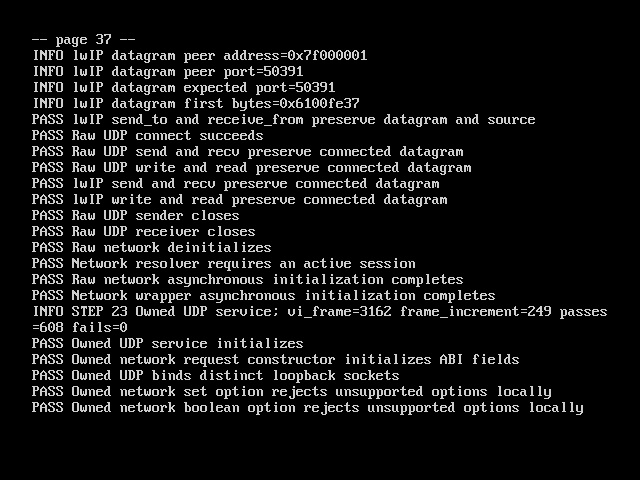 -- page 37 --
INFO lwIP datagram peer address=0x7f000001
INFO lwIP datagram peer port=50391
INFO lwIP datagram expected port=50391
INFO lwIP datagram first bytes=0x6100fe37
PASS lwIP send_to and receive_from preserve datagram and source
PASS Raw UDP connect succeeds
PASS Raw UDP send and recv preserve connected datagram
PASS Raw UDP write and read preserve connected datagram
PASS lwIP send and recv preserve connected datagram
PASS lwIP write and read preserve connected datagram
PASS Raw UDP sender closes
PASS Raw UDP receiver closes
PASS Raw network deinitializes
PASS Network resolver requires an active session
PASS Raw network asynchronous initialization completes
PASS Network wrapper asynchronous initialization completes
INFO STEP 23 Owned UDP service; vi_frame=3162 frame_increment=249 passes
=608 fails=0
PASS Owned UDP service initializes
PASS Owned network request constructor initializes ABI fields
PASS Owned UDP binds distinct loopback sockets
PASS Owned network set option rejects unsupported options locally
PASS Owned network boolean option rejects unsupported options locally